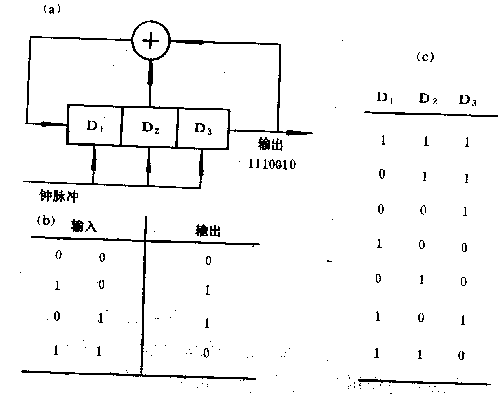 (a)
D₁ D₂ D₃
输出
1110010
钟脉冲
(b) 输入 输出
0 0 0
1 0 1
0 1 1
1 1 0
(c)
D₁ D₂ D₃
1 1 1
0 1 1
0 0 1
1 0 0
0 1 0
1 0 1
1 1 0